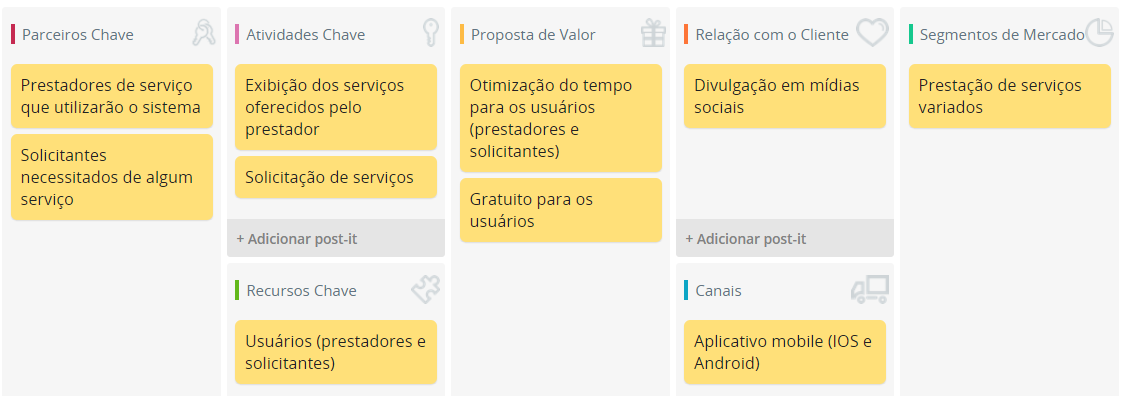 Parceiros Chave
Prestadores de serviço
que utilizarão o sistema
Solicitantes
necessitados de algum
serviço
Atividades Chave
Exibição dos serviços
oferecidos pelo
prestador
Solicitação de serviços
+ Adicionar post-it
Recursos Chave
Usuários (prestadores e
solicitantes)
Proposta de Valor
Otimização do tempo
para os usuários
(prestadores e
solicitantes)
Gratuito para os
usuários
Relação com o Cliente
Divulgação em mídias
sociais
+ Adicionar post-it
Canais
Aplicativo mobile (IOS e
Android)
Segmentos de Mercado
Prestação de serviços
variados